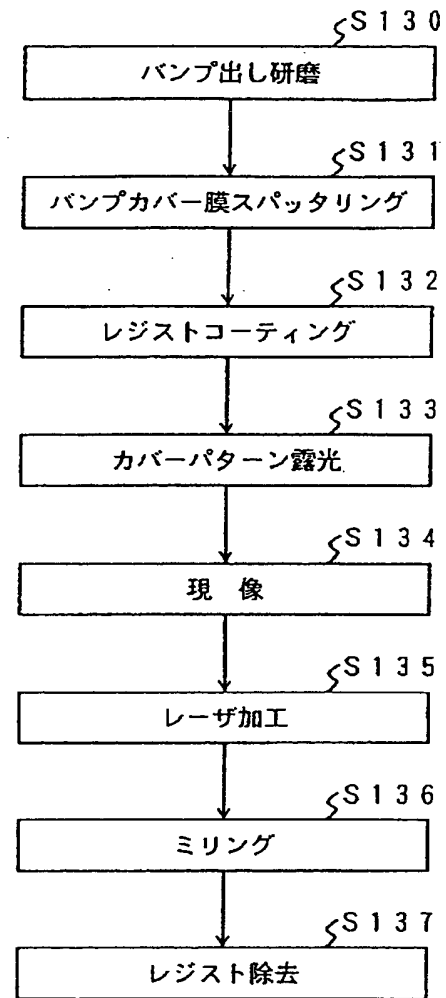 S130
バンプ出し研磨
S131
バンプカバー膜スパッタリング
S132
レジストコーティング
S133
カバーパターン露光
S134
現 像
S135
レーザ加工
S136
ミリング
S137
レジスト除去